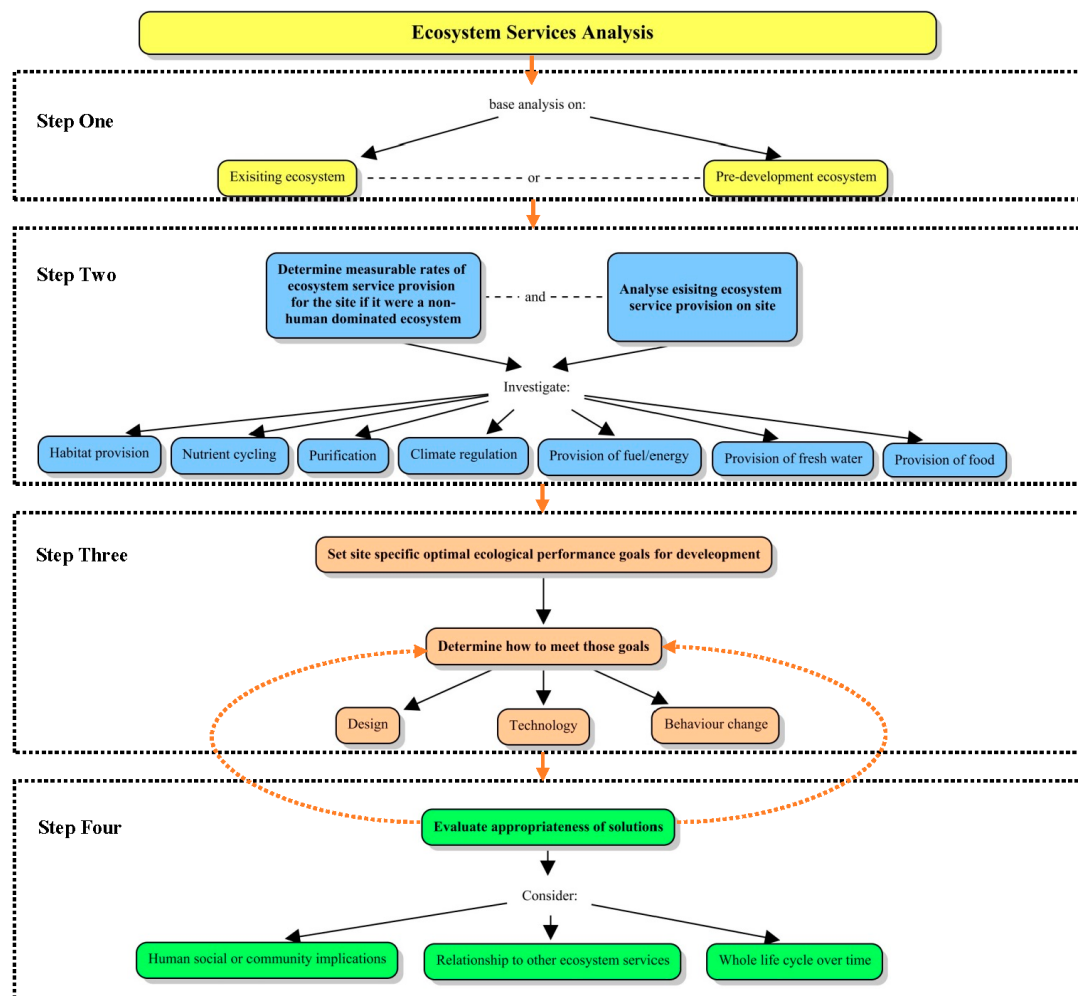 Ecosystem Services Analysis
Step One
base analysis on:
Exisiting ecosystem
or
Pre-development ecosystem
Step Two
Determine measurable rates of
ecosystem service provision
for the site if it were a non-
human dominated ecosystem
and
Analyse esisitng ecosystem
service provision on site
Investigate:
Habitat provision
Nutrient cycling
Purification
Climate regulation
Provision of fuel/energy
Provision of fresh water
Provision of food
Step Three
Set site specific optimal ecological performance goals for develeopment
Determine how to meet those goals
Design
Technology
Behaviour change
Step Four
Evaluate appropriateness of solutions
Consider:
Human social or community implications
Relationship to other ecosystem services
Whole life cycle over time